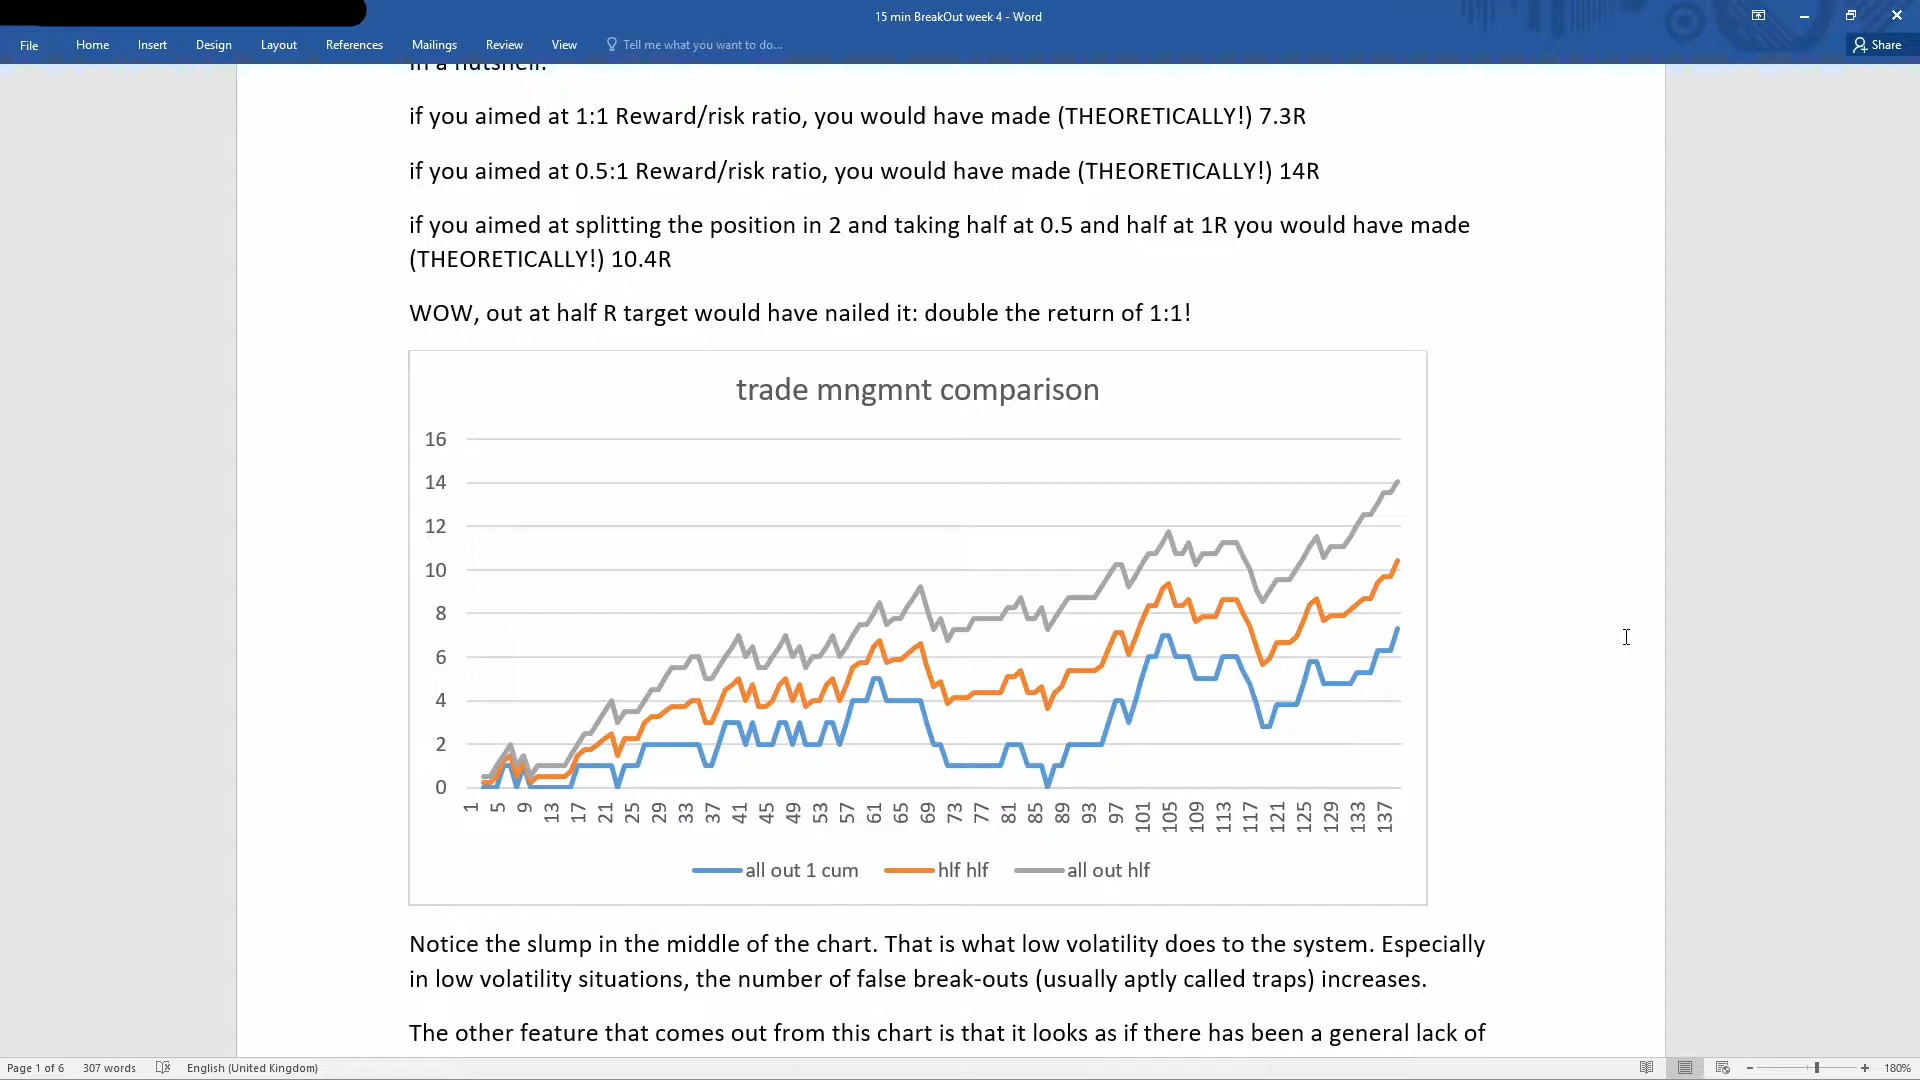 15 min BreakOut week 4 - Word
File Home Insert Design Layout References Mailings Review View Tell me what you want to do... Share
In a nutshell:
if you aimed at 1:1 Reward/risk ratio, you would have made (THEORETICALLY!) 7.3R
if you aimed at 0.5:1 Reward/risk ratio, you would have made (THEORETICALLY!) 14R
if you aimed at splitting the position in 2 and taking half at 0.5 and half at 1R you would have made
(THEORETICALLY!) 10.4R
WOW, out at half R target would have nailed it: double the return of 1:1!
trade mngmnt comparison
16
14
12
10
8
6
4
2
0
1 5 9 13 17 21 25 29 33 37 41 45 49 53 57 61 65 69 73 77 81 85 89 93 97 101 105 109 113 117 121 125 129 133 137
all out 1 cum hlf hlf all out hlf
Notice the slump in the middle of the chart. That is what low volatility does to the system. Especially
in low volatility situations, the number of false break-outs (usually aptly called traps) increases.
The other feature that comes out from this chart is that it looks as if there has been a general lack of
Page 1 of 6 307 words English (United Kingdom) 180%